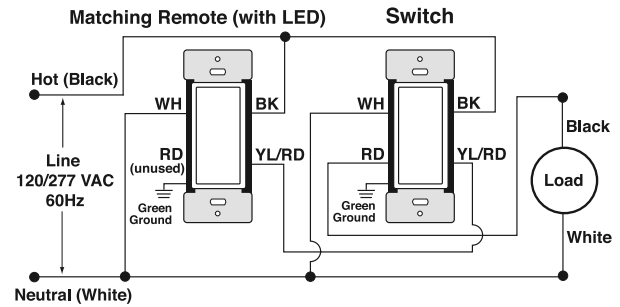 Matching Remote (with LED)
Switch
Hot (Black)
WH
BK
WH
BK
Black
Line
120/277 VAC
60Hz
RD
(unused)
YL/RD
RD
YL/RD
Load
Green
Ground
Green
Ground
White
Neutral (White)